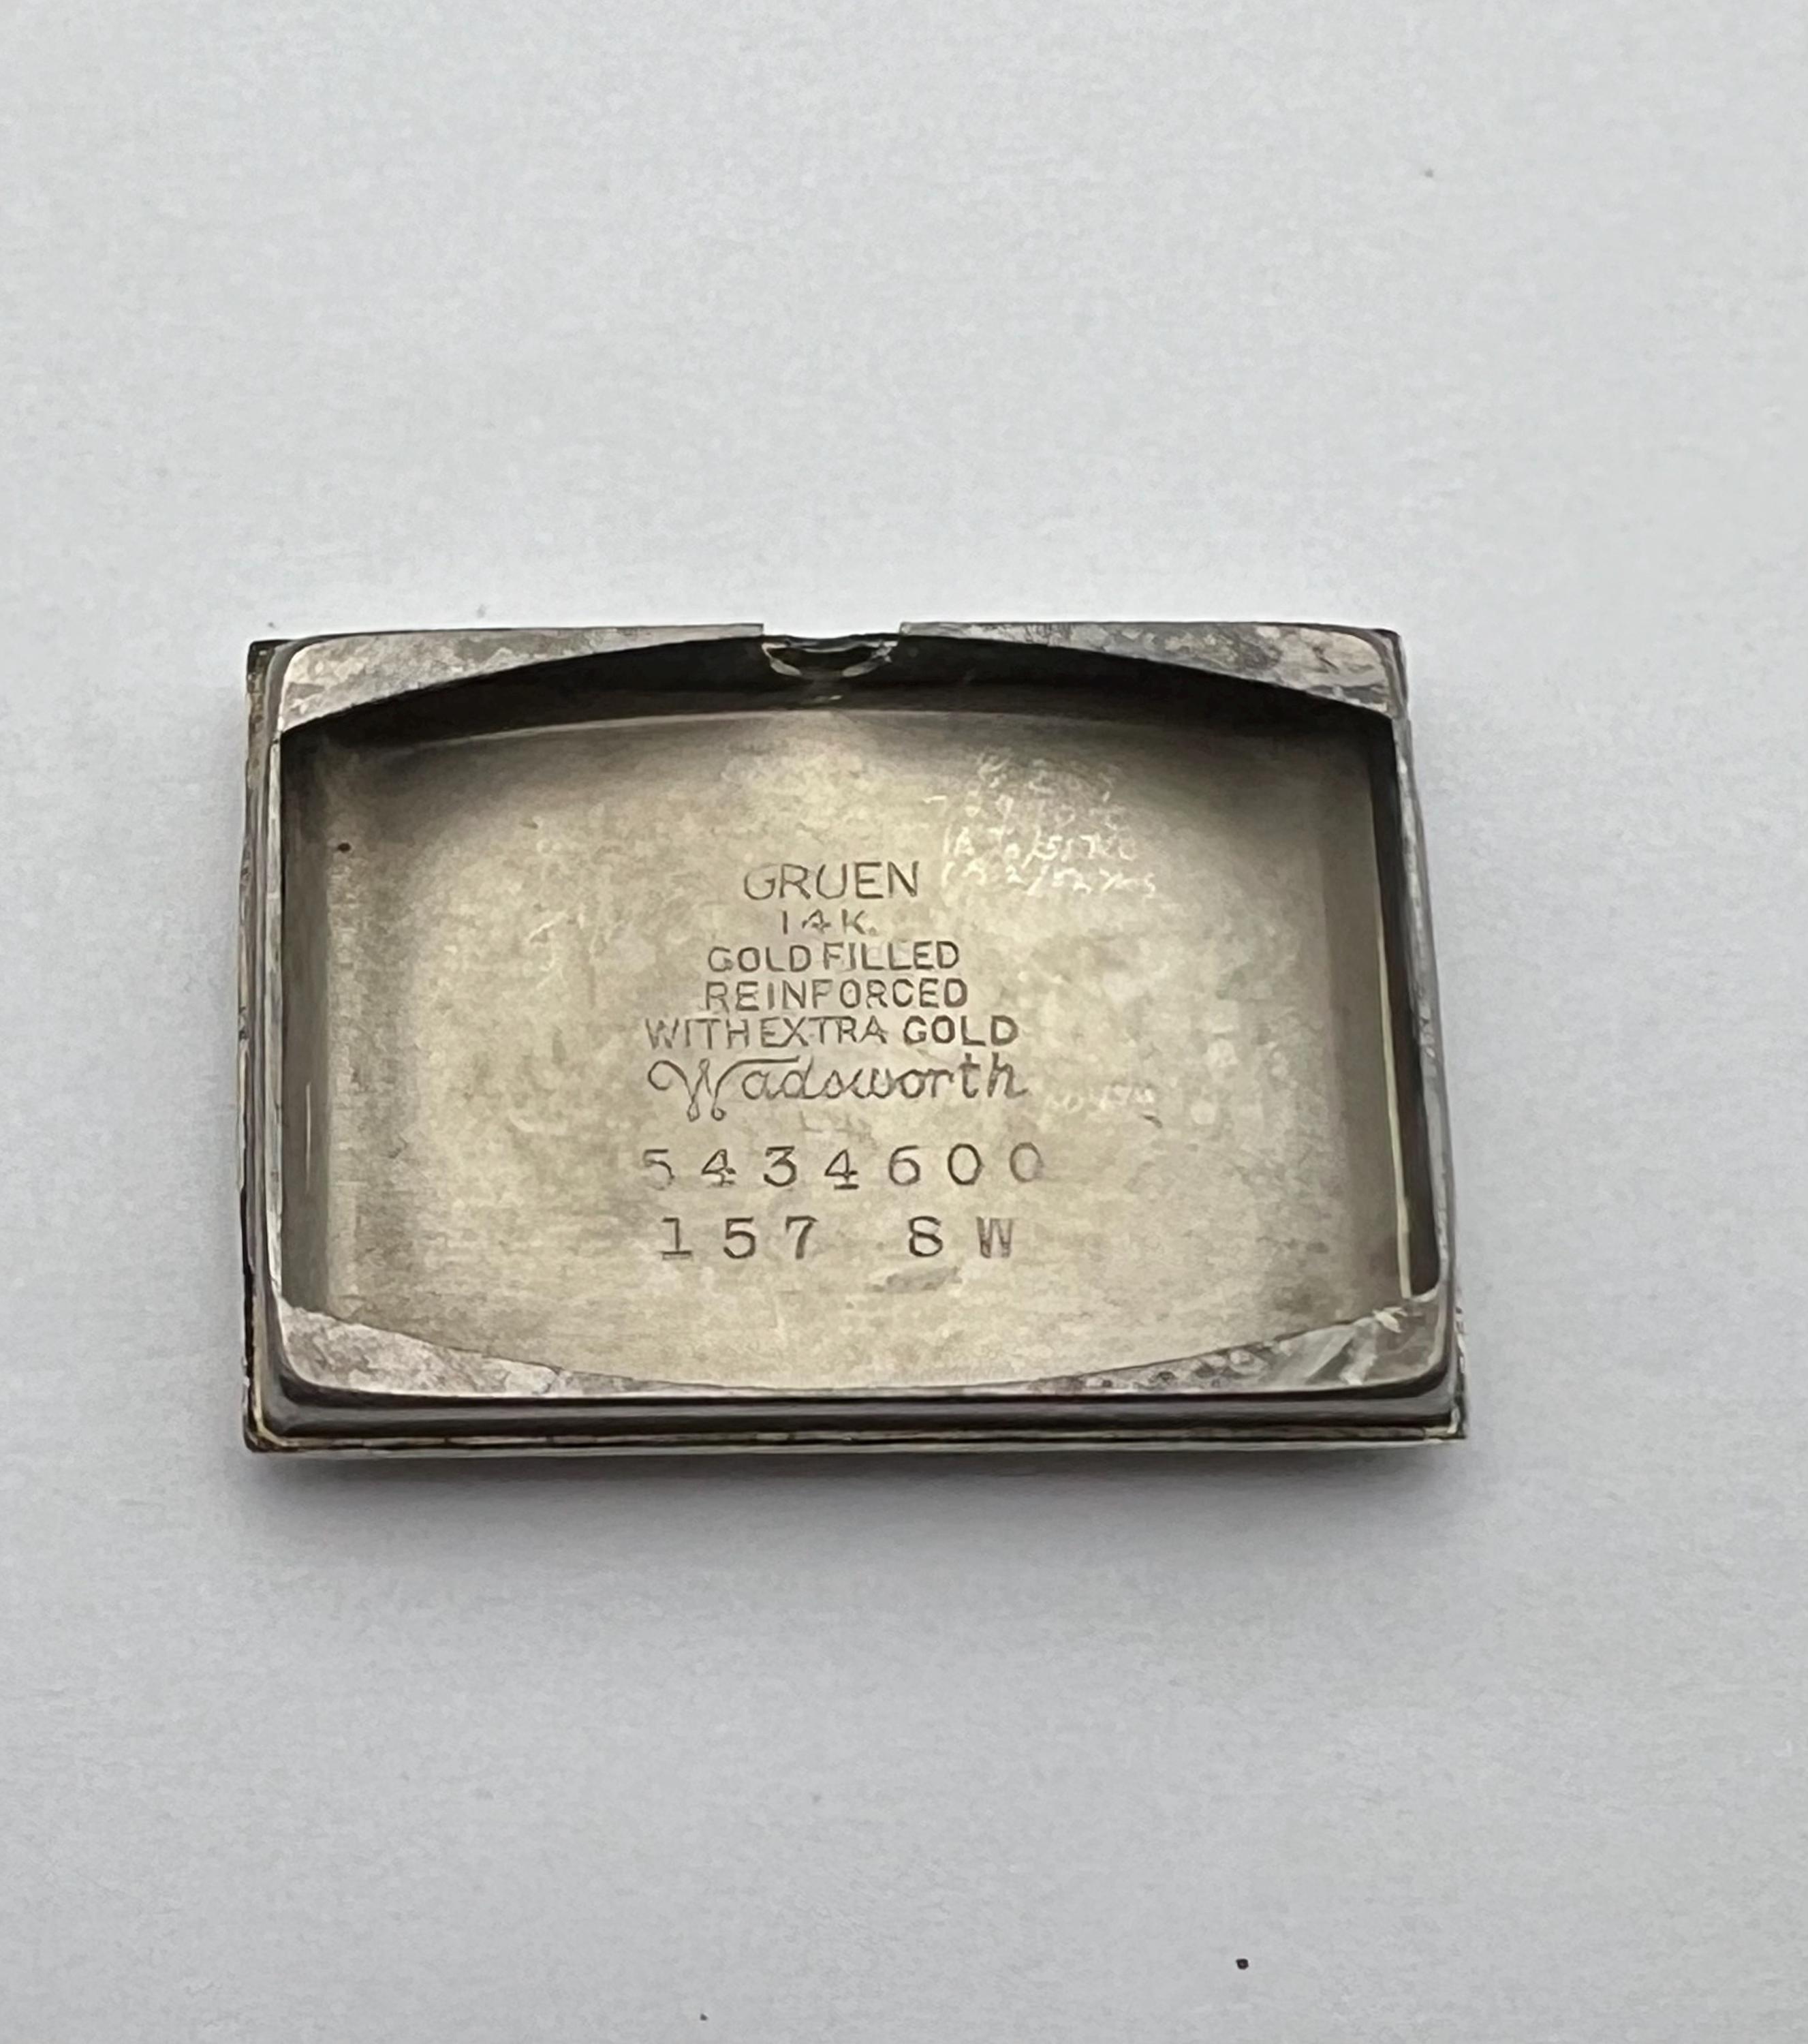 GRUEN
14K.
GOLD FILLED
REINFORCED
WITH EXTRA GOLD
Wadsworth
5434600
157 8W